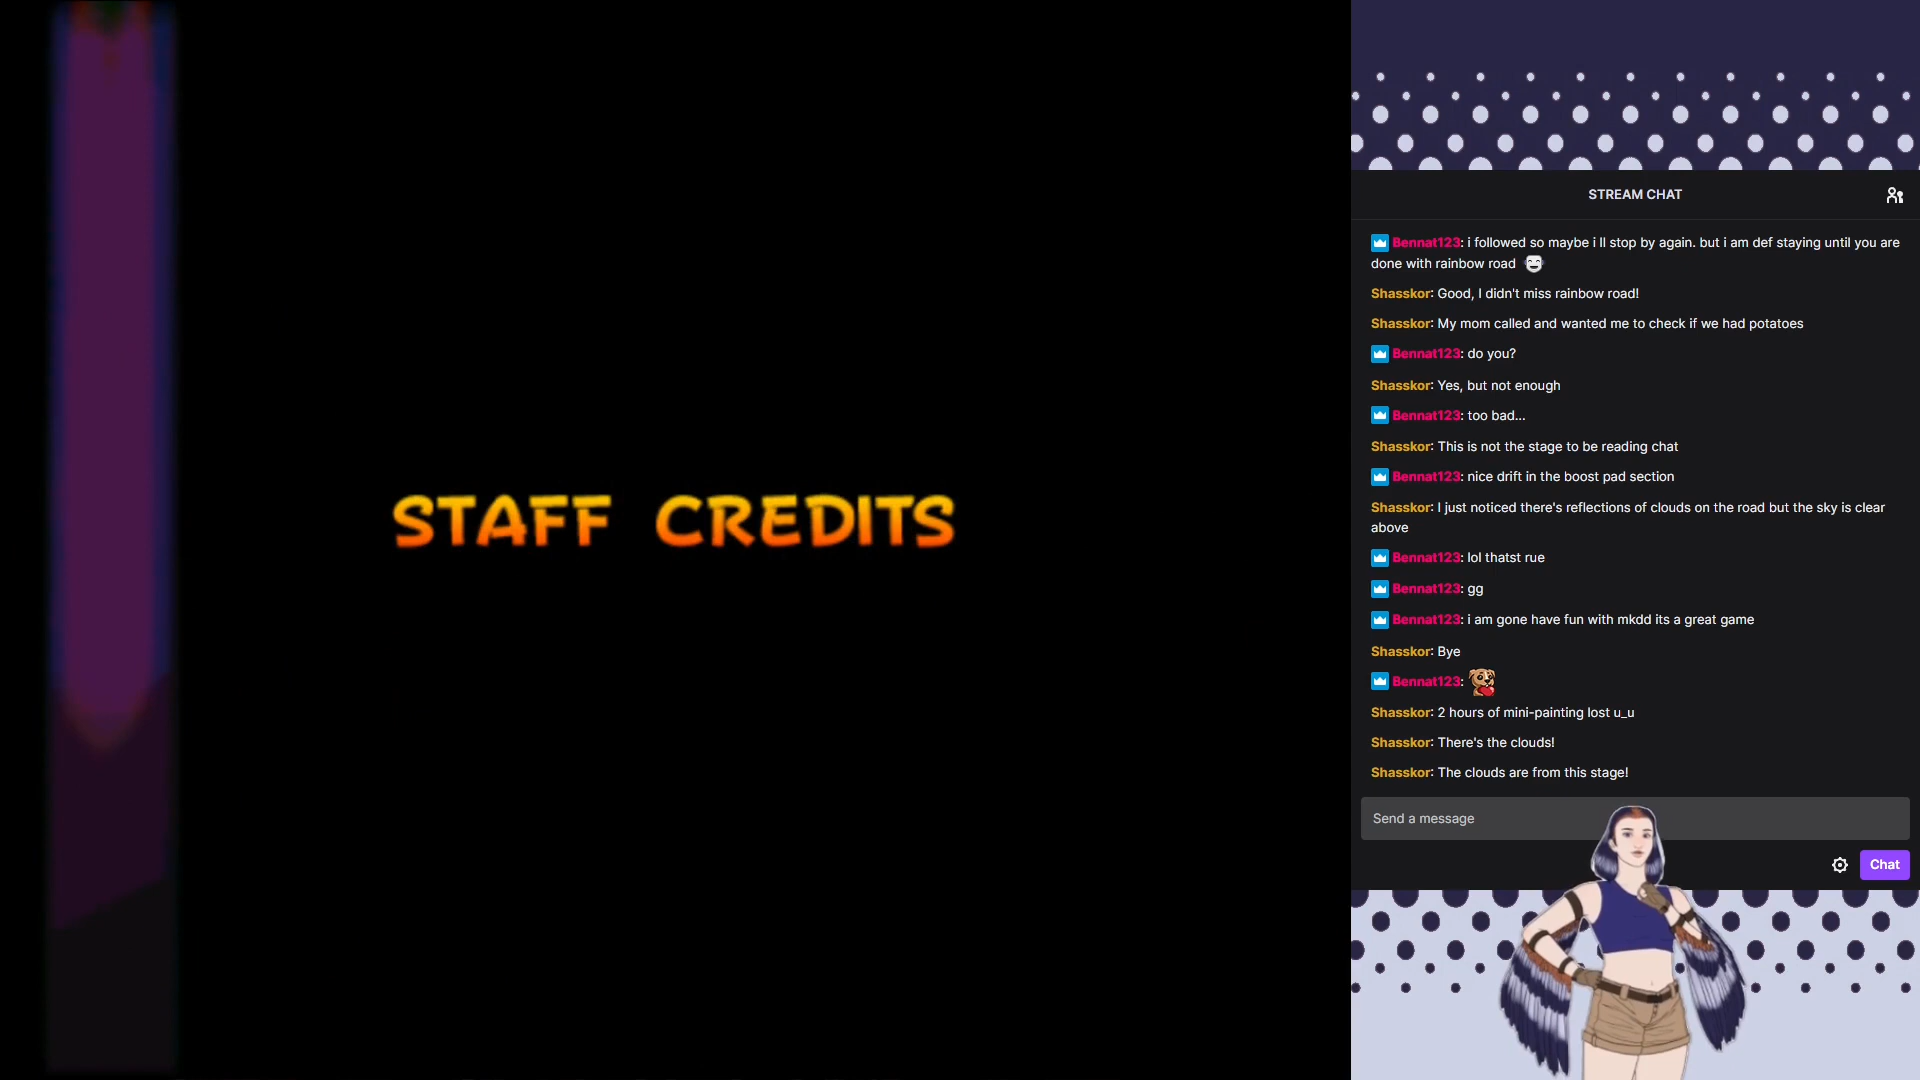 STAFF CREDITS
STREAM CHAT
Bennat123: i followed so maybe i ll stop by again. but i am def staying until you are
done with rainbow road
Shasskor: Good, I didn't miss rainbow road!
Shasskor: My mom called and wanted me to check if we had potatoes
Bennat123: do you?
Shasskor: Yes, but not enough
Bennat123: too bad...
Shasskor: This is not the stage to be reading chat
Bennat123: nice drift in the boost pad section
Shasskor: I just noticed there's reflections of clouds on the road but the sky is clear
above
Bennat123: lol thatst rue
Bennat123: gg
Bennat123: i am gone have fun with mkdd its a great game
Shasskor: Bye
Bennat123:
Shasskor: 2 hours of mini-painting lost u_u
Shasskor: There's the clouds!
Shasskor: The clouds are from this stage!
Send a message
Chat